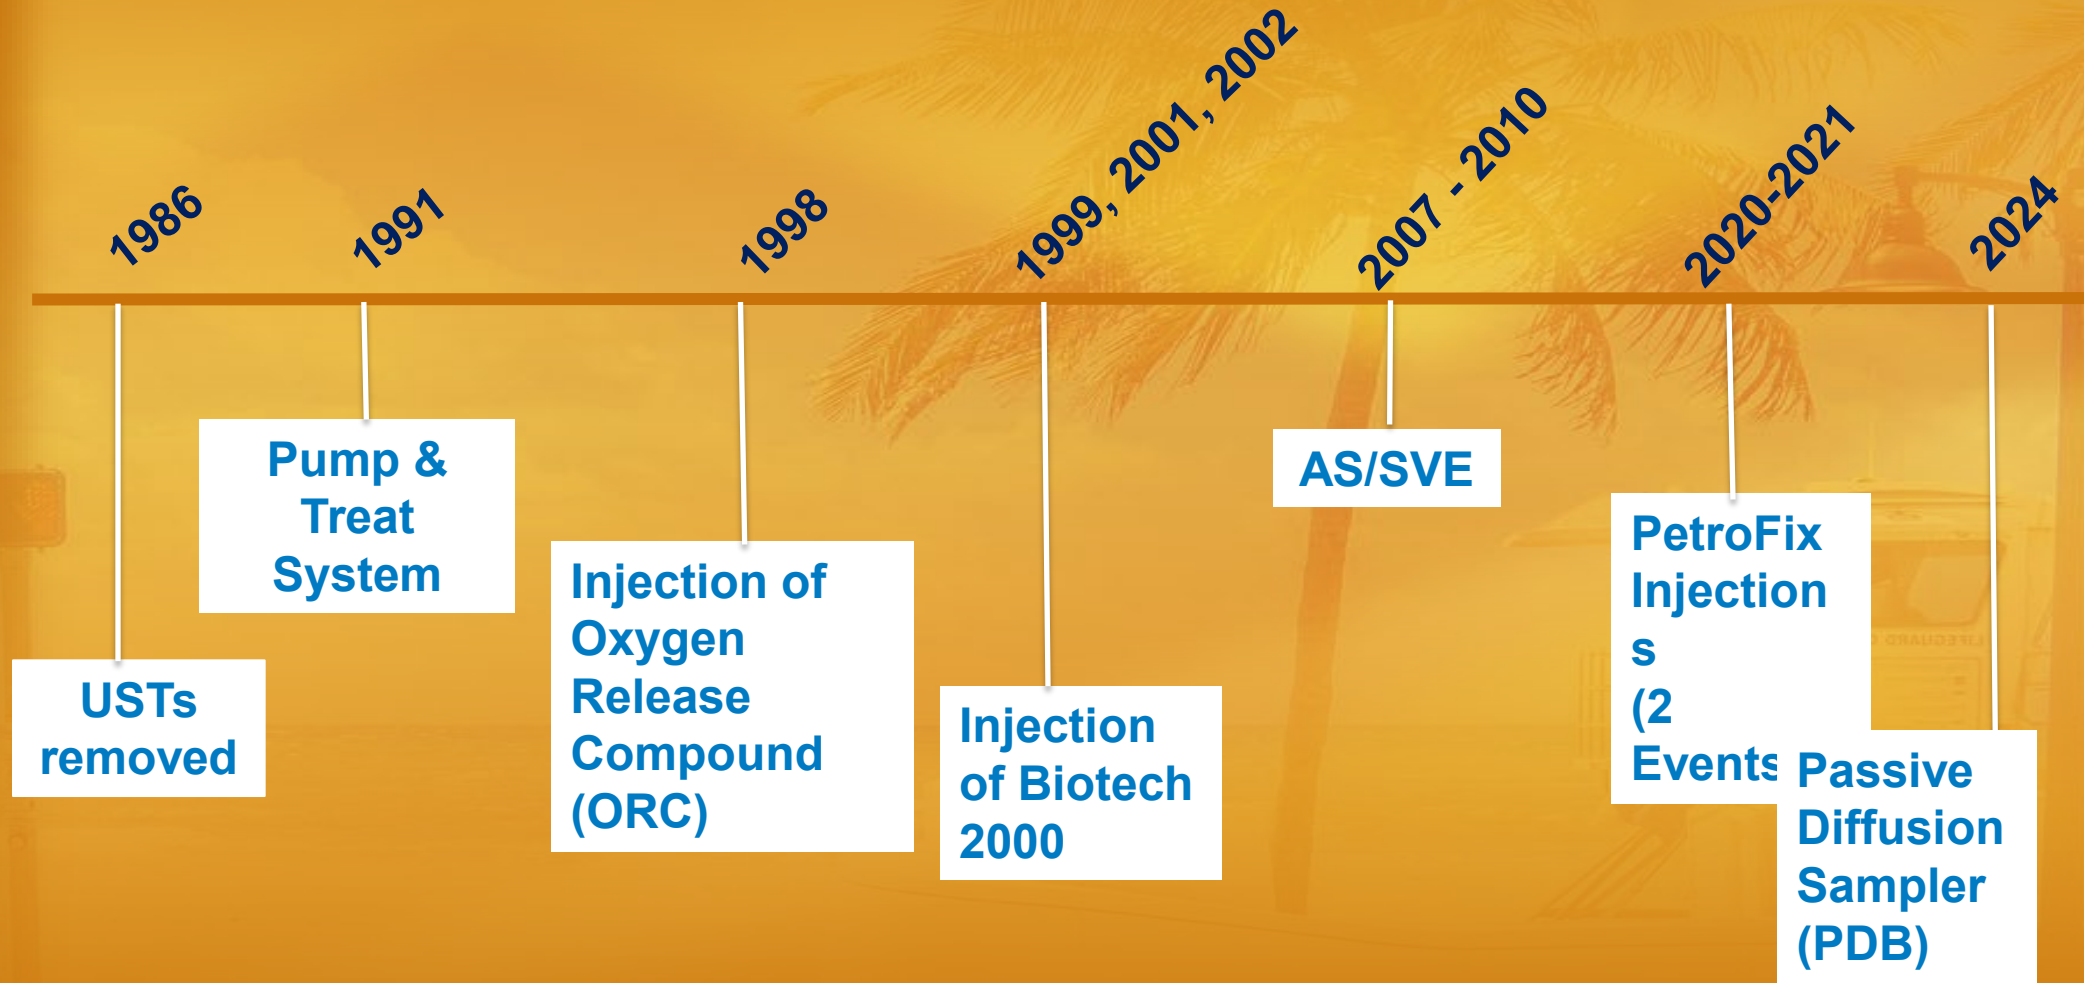 1986
1991
1998
1999, 2001, 2002
2007 - 2010
2020-2021
2024
USTs
removed
Pump &
Treat
System
Injection of
Oxygen
Release
Compound
(ORC)
Injection
of Biotech
2000
AS/SVE
PetroFix
Injection
s
(2
Events
Passive
Diffusion
Sampler
(PDB)